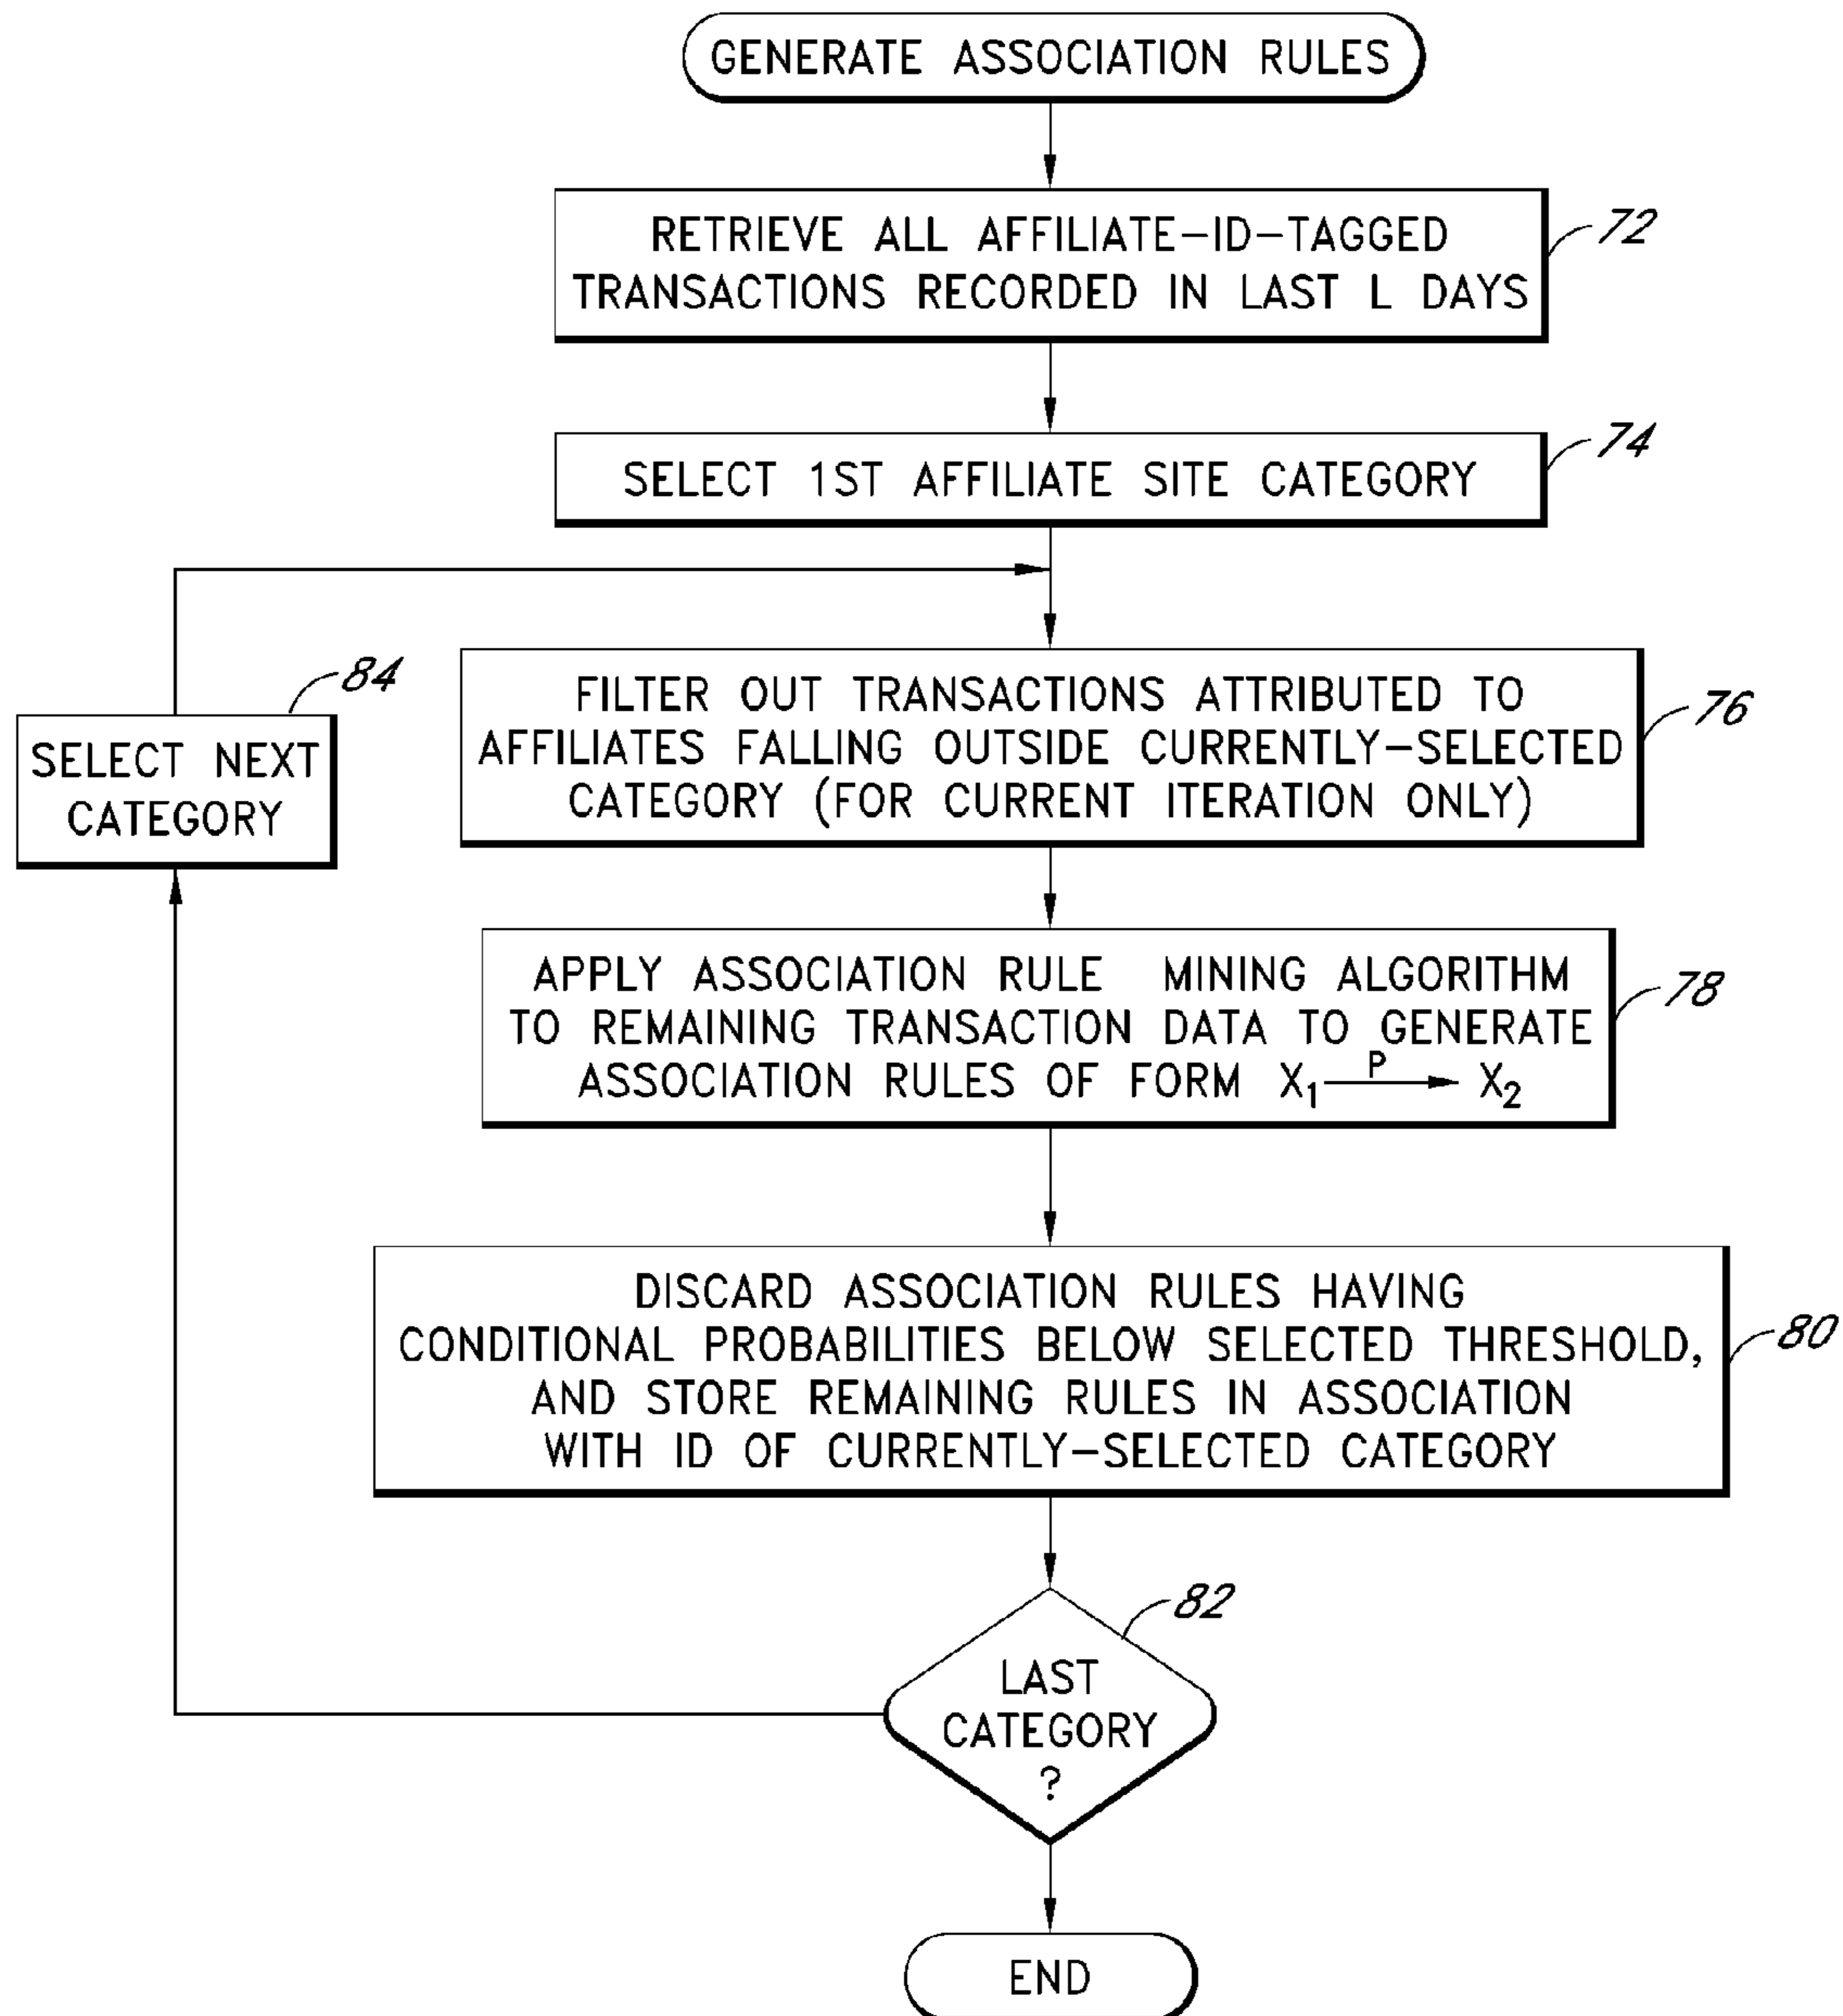 GENERATE ASSOCIATION RULES
RETRIEVE ALL AFFILIATE-ID-TAGGED
TRANSACTIONS RECORDED IN LAST L DAYS
72
SELECT 1ST AFFILIATE SITE CATEGORY
74
FILTER OUT TRANSACTIONS ATTRIBUTED TO
AFFILIATES FALLING OUTSIDE CURRENTLY-SELECTED
CATEGORY (FOR CURRENT ITERATION ONLY)
76
84
SELECT NEXT
CATEGORY
APPLY ASSOCIATION RULE MINING ALGORITHM
TO REMAINING TRANSACTION DATA TO GENERATE
ASSOCIATION RULES OF FORM X₁ —P→ X₂
78
DISCARD ASSOCIATION RULES HAVING
CONDITIONAL PROBABILITIES BELOW SELECTED THRESHOLD,
AND STORE REMAINING RULES IN ASSOCIATION
WITH ID OF CURRENTLY-SELECTED CATEGORY
80
82
LAST
CATEGORY
?
END